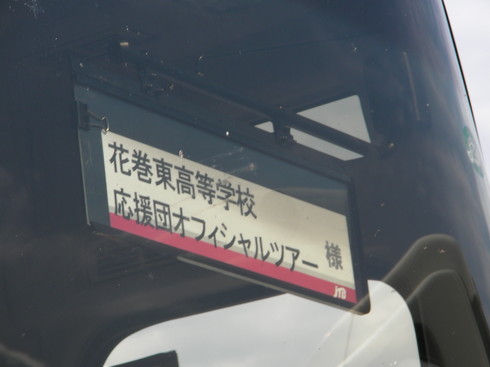 花巻東高等学校
応援団オフィシャルツアー 様
JTB